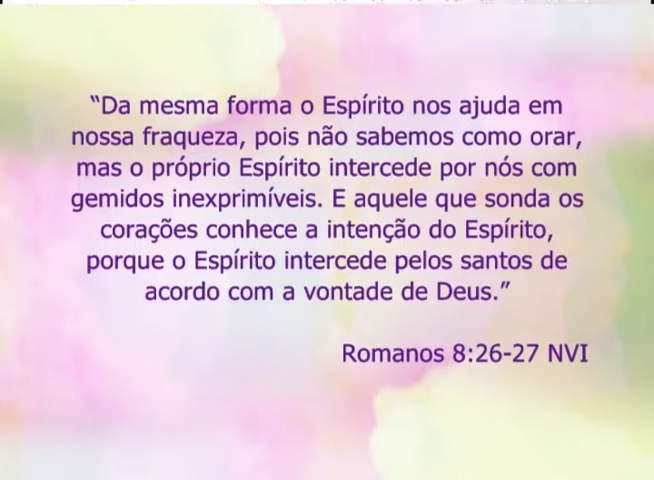 “Da mesma forma o Espírito nos ajuda em
nossa fraqueza, pois não sabemos como orar,
mas o próprio Espírito intercede por nós com
gemidos inexprimíveis. E aquele que sonda os
corações conhece a intenção do Espírito,
porque o Espírito intercede pelos santos de
acordo com a vontade de Deus.”
Romanos 8:26-27 NVI